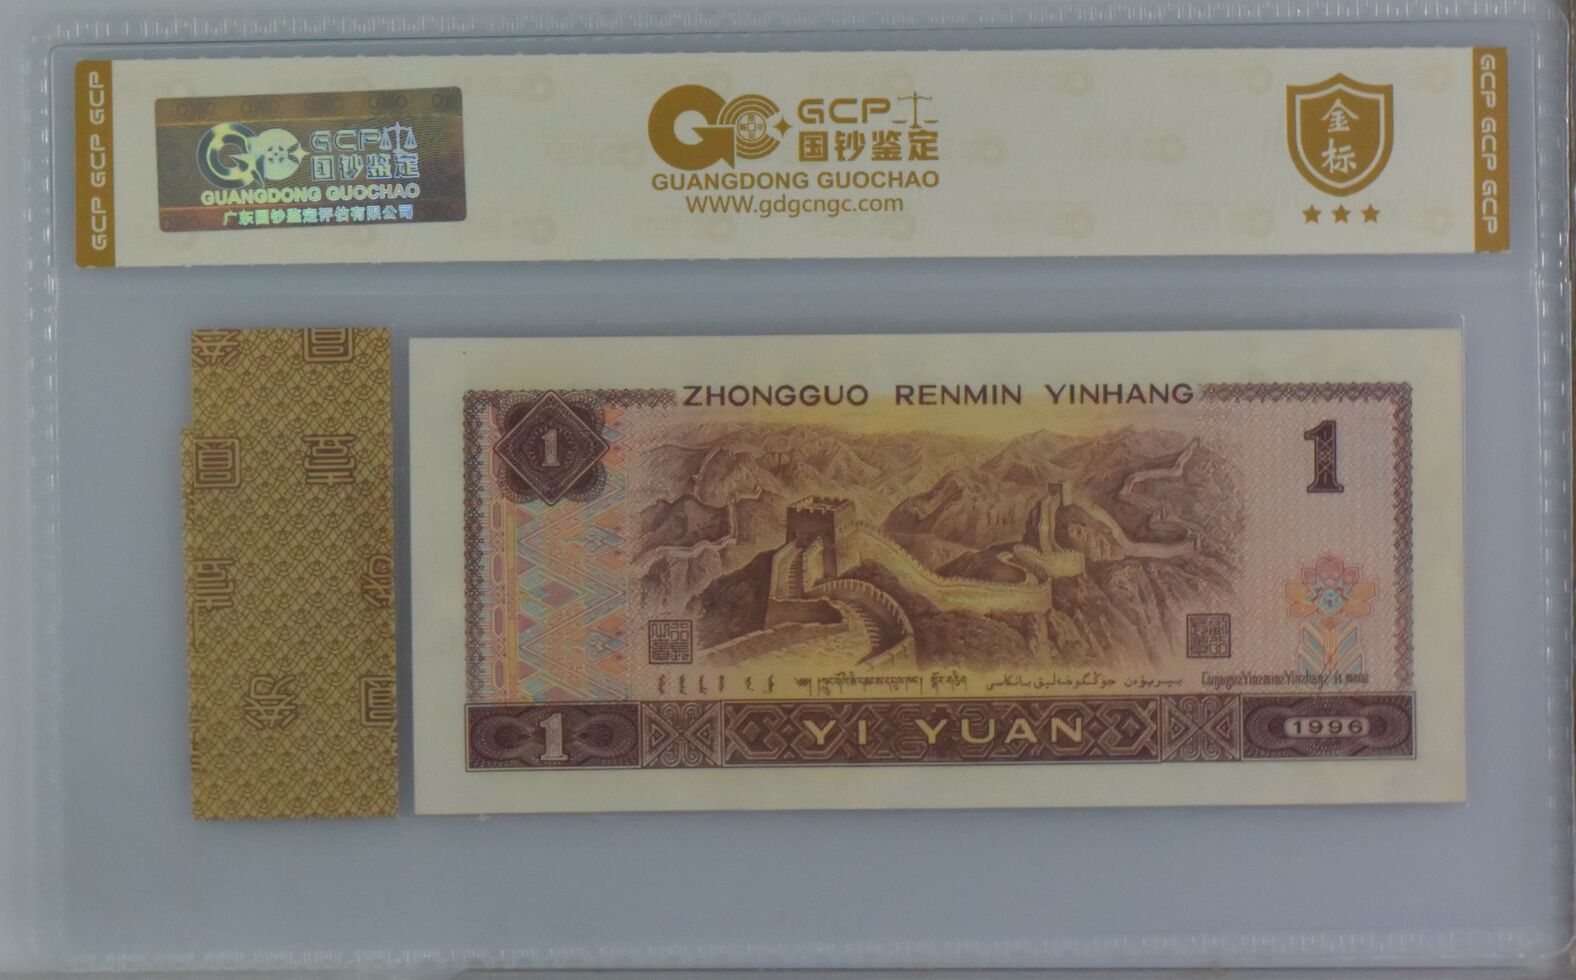 GCP GCP GCP
GCP
国钞鉴定
GUANGDONG GUOCHAO
广东国钞鉴定评估有限公司
GCP
国钞鉴定
GUANGDONG GUOCHAO
WWW.gdgcngc.com
金标
GCP GCP GCP
ZHONGGUO RENMIN YINHANG
1
1
1
YI YUAN
1996